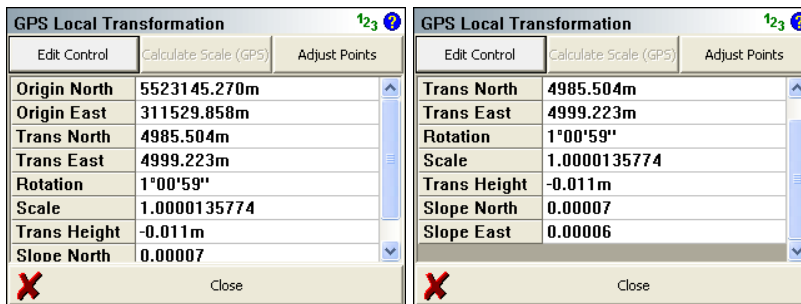 GPS Local Transformation 123 ?
Edit Control Calculate Scale (GPS) Adjust Points
Origin North 5523145.270m
Origin East 311529.858m
Trans North 4985.504m
Trans East 4999.223m
Rotation 1°00'59''
Scale 1.0000135774
Trans Height -0.011m
Slope North 0.00007
Close
GPS Local Transformation 123 ?
Edit Control Calculate Scale (GPS) Adjust Points
Trans North 4985.504m
Trans East 4999.223m
Rotation 1°00'59''
Scale 1.0000135774
Trans Height -0.011m
Slope North 0.00007
Slope East 0.00006
Close